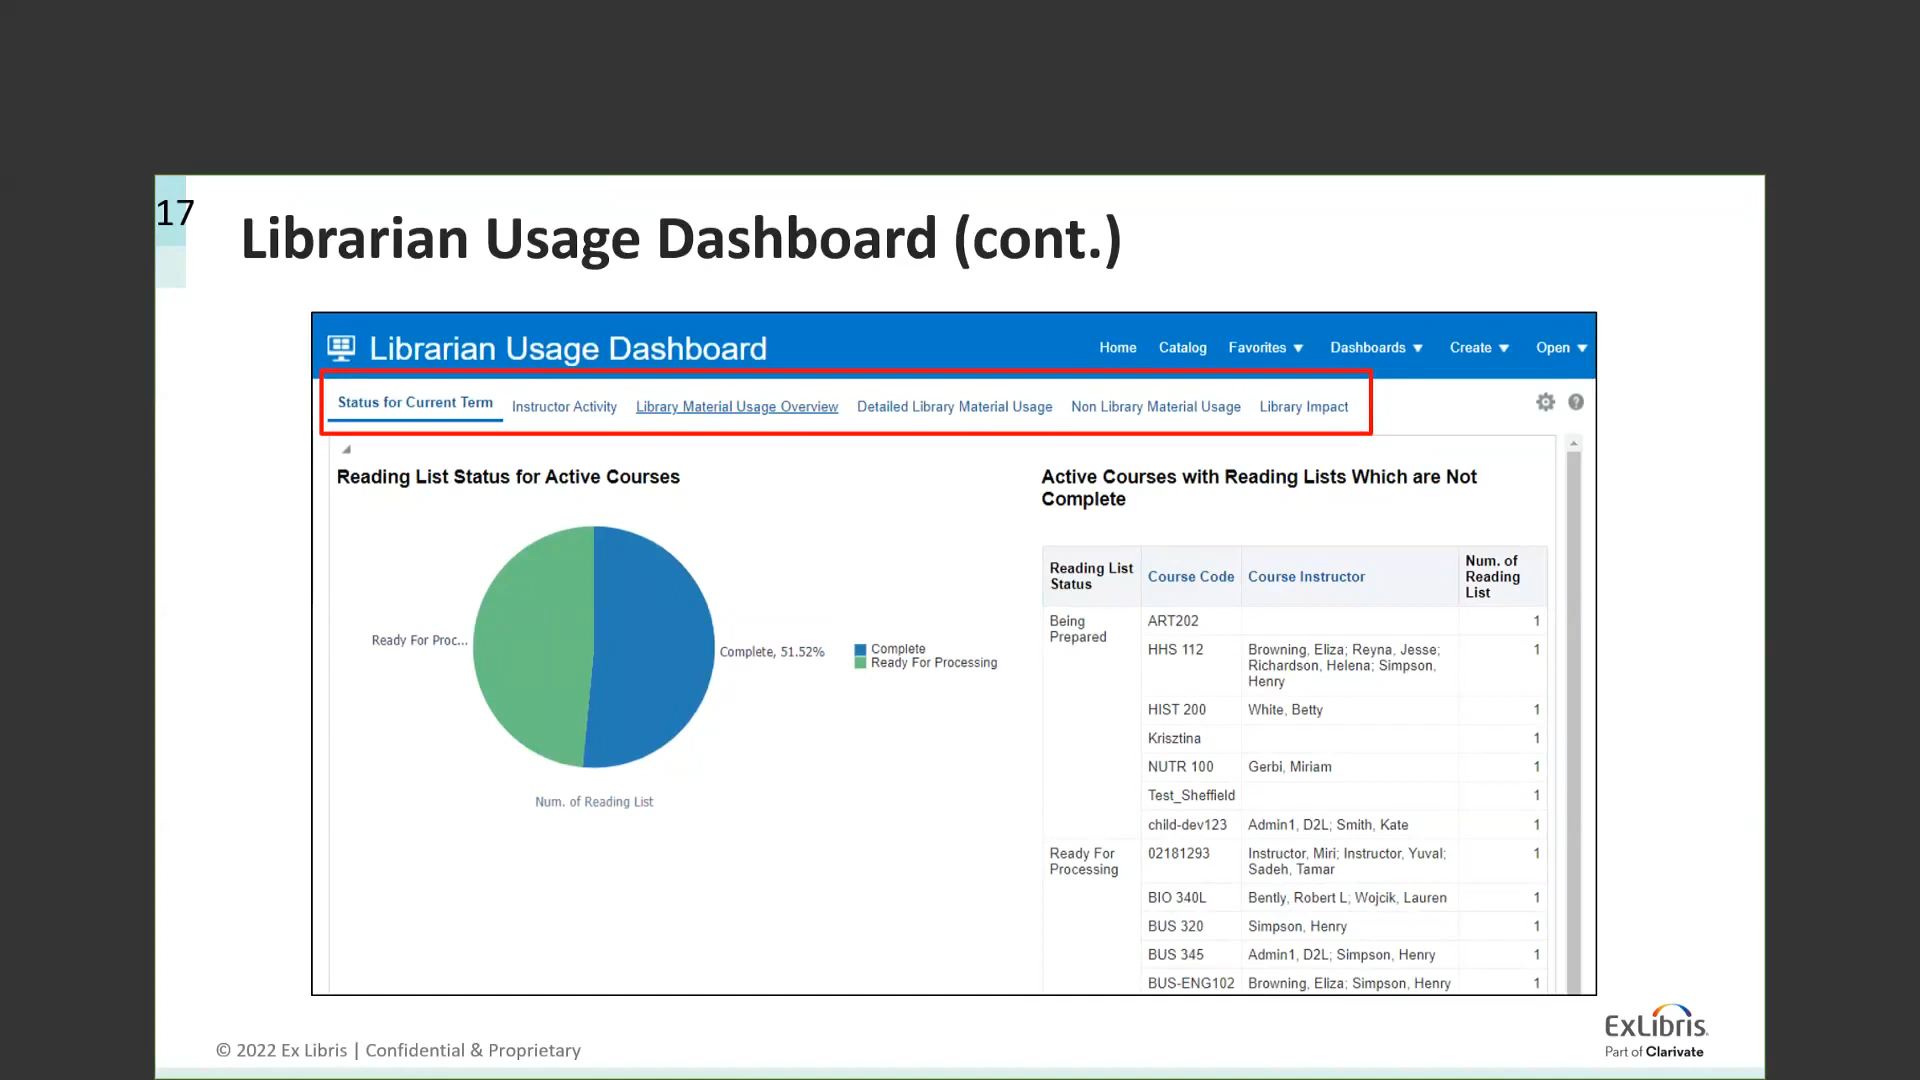 17
Librarian Usage Dashboard (cont.)
Librarian Usage Dashboard
Home Catalog Favorites Dashboards Create Open
Status for Current Term Instructor Activity Library Material Usage Overview Detailed Library Material Usage Non Library Material Usage Library Impact
Reading List Status for Active Courses
Ready For Proc...
Complete, 51.52%
Complete
Ready For Processing
Num. of Reading List
Active Courses with Reading Lists Which are Not
Complete
Reading List Status Course Code Course Instructor Num. of Reading List
Being Prepared ART202 1
HHS 112 Browning, Eliza; Reyna, Jesse; 1
Richardson, Helena; Simpson,
Henry
HIST 200 White, Betty 1
Krisztina 1
NUTR 100 Gerbi, Miriam 1
Test_Sheffield 1
child-dev123 Admin1, D2L; Smith, Kate 1
Ready For Processing 02181293 Instructor, Miri; Instructor, Yuval; 1
Sadeh, Tamar
BIO 340L Bently, Robert L; Wojcik, Lauren 1
BUS 320 Simpson, Henry 1
BUS 345 Admin1, D2L; Simpson, Henry 1
BUS-ENG102 Browning, Eliza; Simpson, Henry 1
© 2022 Ex Libris | Confidential & Proprietary
ExLibris
Part of Clarivate